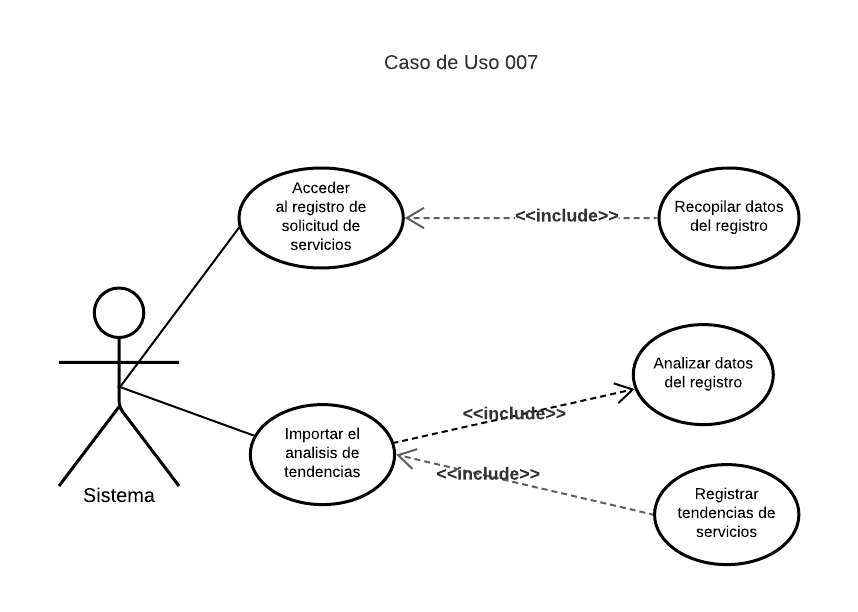 Caso de Uso 007
Acceder
al registro de
solicitud de
servicios
<<include>>
Recopilar datos
del registro
Analizar datos
del registro
<<include>>
Importar el
analisis de
tendencias
<<include>>
Registrar
tendencias de
servicios
Sistema